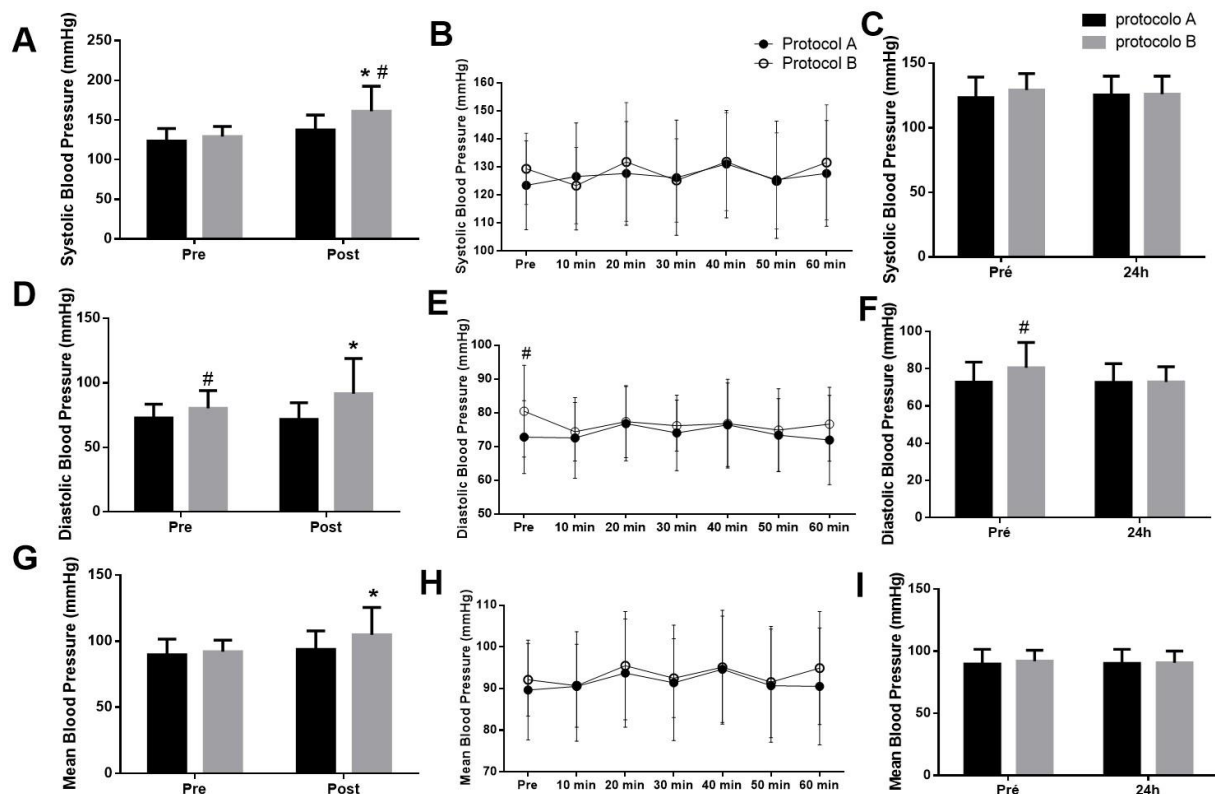 A
Systolic Blood Pressure (mmHg)
250
200
150
100
50
0
* #
Pre
Post
B
Protocol A
Protocol B
Systolic Blood Pressure (mmHg)
160
150
140
130
120
110
100
Pre
10 min
20 min
30 min
40 min
50 min
60 min
C
protocolo A
protocolo B
Systolic Blood Pressure (mmHg)
150
100
50
0
Pré
24h
D
Diastolic Blood Pressure (mmHg)
150
100
50
0
#
*
Pre
Post
E
Diastolic Blood Pressure (mmHg)
100
90
80
70
60
50
#
Pre
10 min
20 min
30 min
40 min
50 min
60 min
F
Diastolic Blood Pressure (mmHg)
100
80
60
40
20
0
#
Pré
24h
G
Mean Blood Pressure (mmHg)
150
100
50
0
*
Pre
Post
H
Mean Blood Pressure (mmHg)
110
100
90
80
70
Pre
10 min
20 min
30 min
40 min
50 min
60 min
I
Mean Blood Pressure (mmHg)
150
100
50
0
Pré
24h